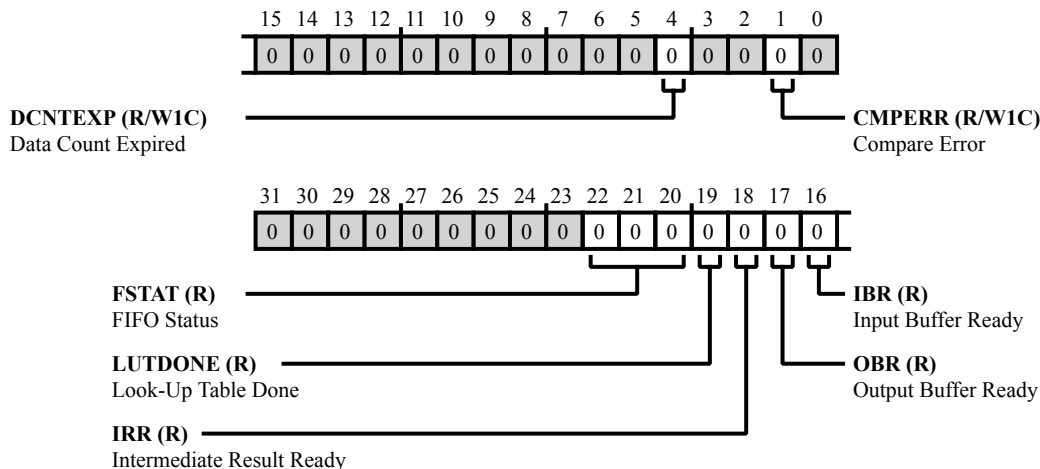 15 14 13 12 11 10 9 8 7 6 5 4 3 2 1 0
0 0 0 0 0 0 0 0 0 0 0 0 0 0 0 0
DCNTEXP (R/W1C)
Data Count Expired
CMPERR (R/W1C)
Compare Error
31 30 29 28 27 26 25 24 23 22 21 20 19 18 17 16
0 0 0 0 0 0 0 0 0 0 0 0 0 0 0 0
FSTAT (R)
FIFO Status
IBR (R)
Input Buffer Ready
LUTDONE (R)
Look-Up Table Done
OBR (R)
Output Buffer Ready
IRR (R)
Intermediate Result Ready